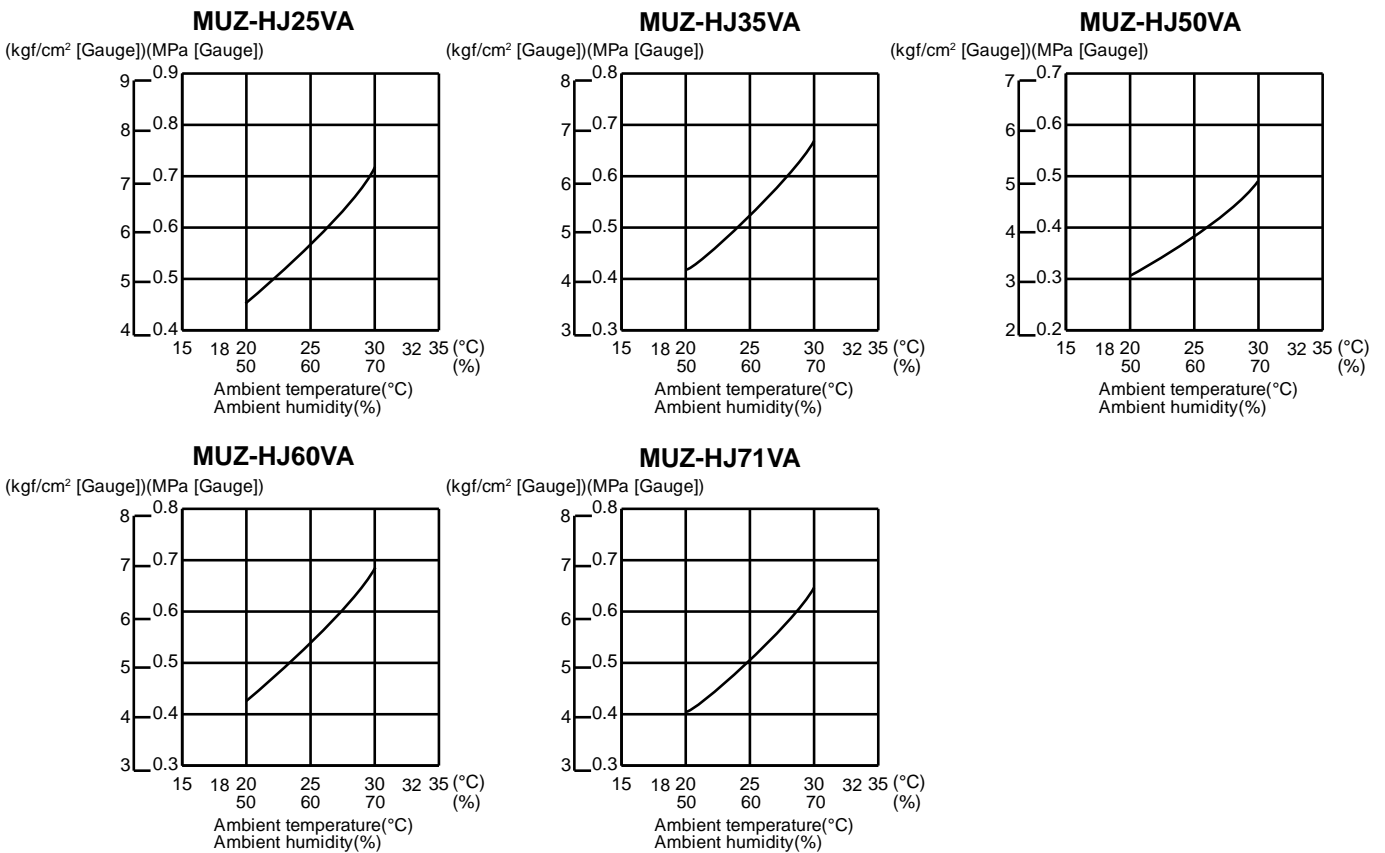 MUZ-HJ25VA
(kgf/cm² [Gauge])(MPa [Gauge])
9 0.9
8 0.8
7 0.7
6 0.6
5 0.5
4 0.4
15 18 20 25 30 32 35 (°C)
50 60 70 (%)
Ambient temperature(°C)
Ambient humidity(%)
MUZ-HJ35VA
(kgf/cm² [Gauge])(MPa [Gauge])
8 0.8
7 0.7
6 0.6
5 0.5
4 0.4
3 0.3
15 18 20 25 30 32 35 (°C)
50 60 70 (%)
Ambient temperature(°C)
Ambient humidity(%)
MUZ-HJ50VA
(kgf/cm² [Gauge])(MPa [Gauge])
7 0.7
6 0.6
5 0.5
4 0.4
3 0.3
2 0.2
15 18 20 25 30 32 35 (°C)
50 60 70 (%)
Ambient temperature(°C)
Ambient humidity(%)
MUZ-HJ60VA
(kgf/cm² [Gauge])(MPa [Gauge])
8 0.8
7 0.7
6 0.6
5 0.5
4 0.4
3 0.3
15 18 20 25 30 32 35 (°C)
50 60 70 (%)
Ambient temperature(°C)
Ambient humidity(%)
MUZ-HJ71VA
(kgf/cm² [Gauge])(MPa [Gauge])
8 0.8
7 0.7
6 0.6
5 0.5
4 0.4
3 0.3
15 18 20 25 30 32 35 (°C)
50 60 70 (%)
Ambient temperature(°C)
Ambient humidity(%)